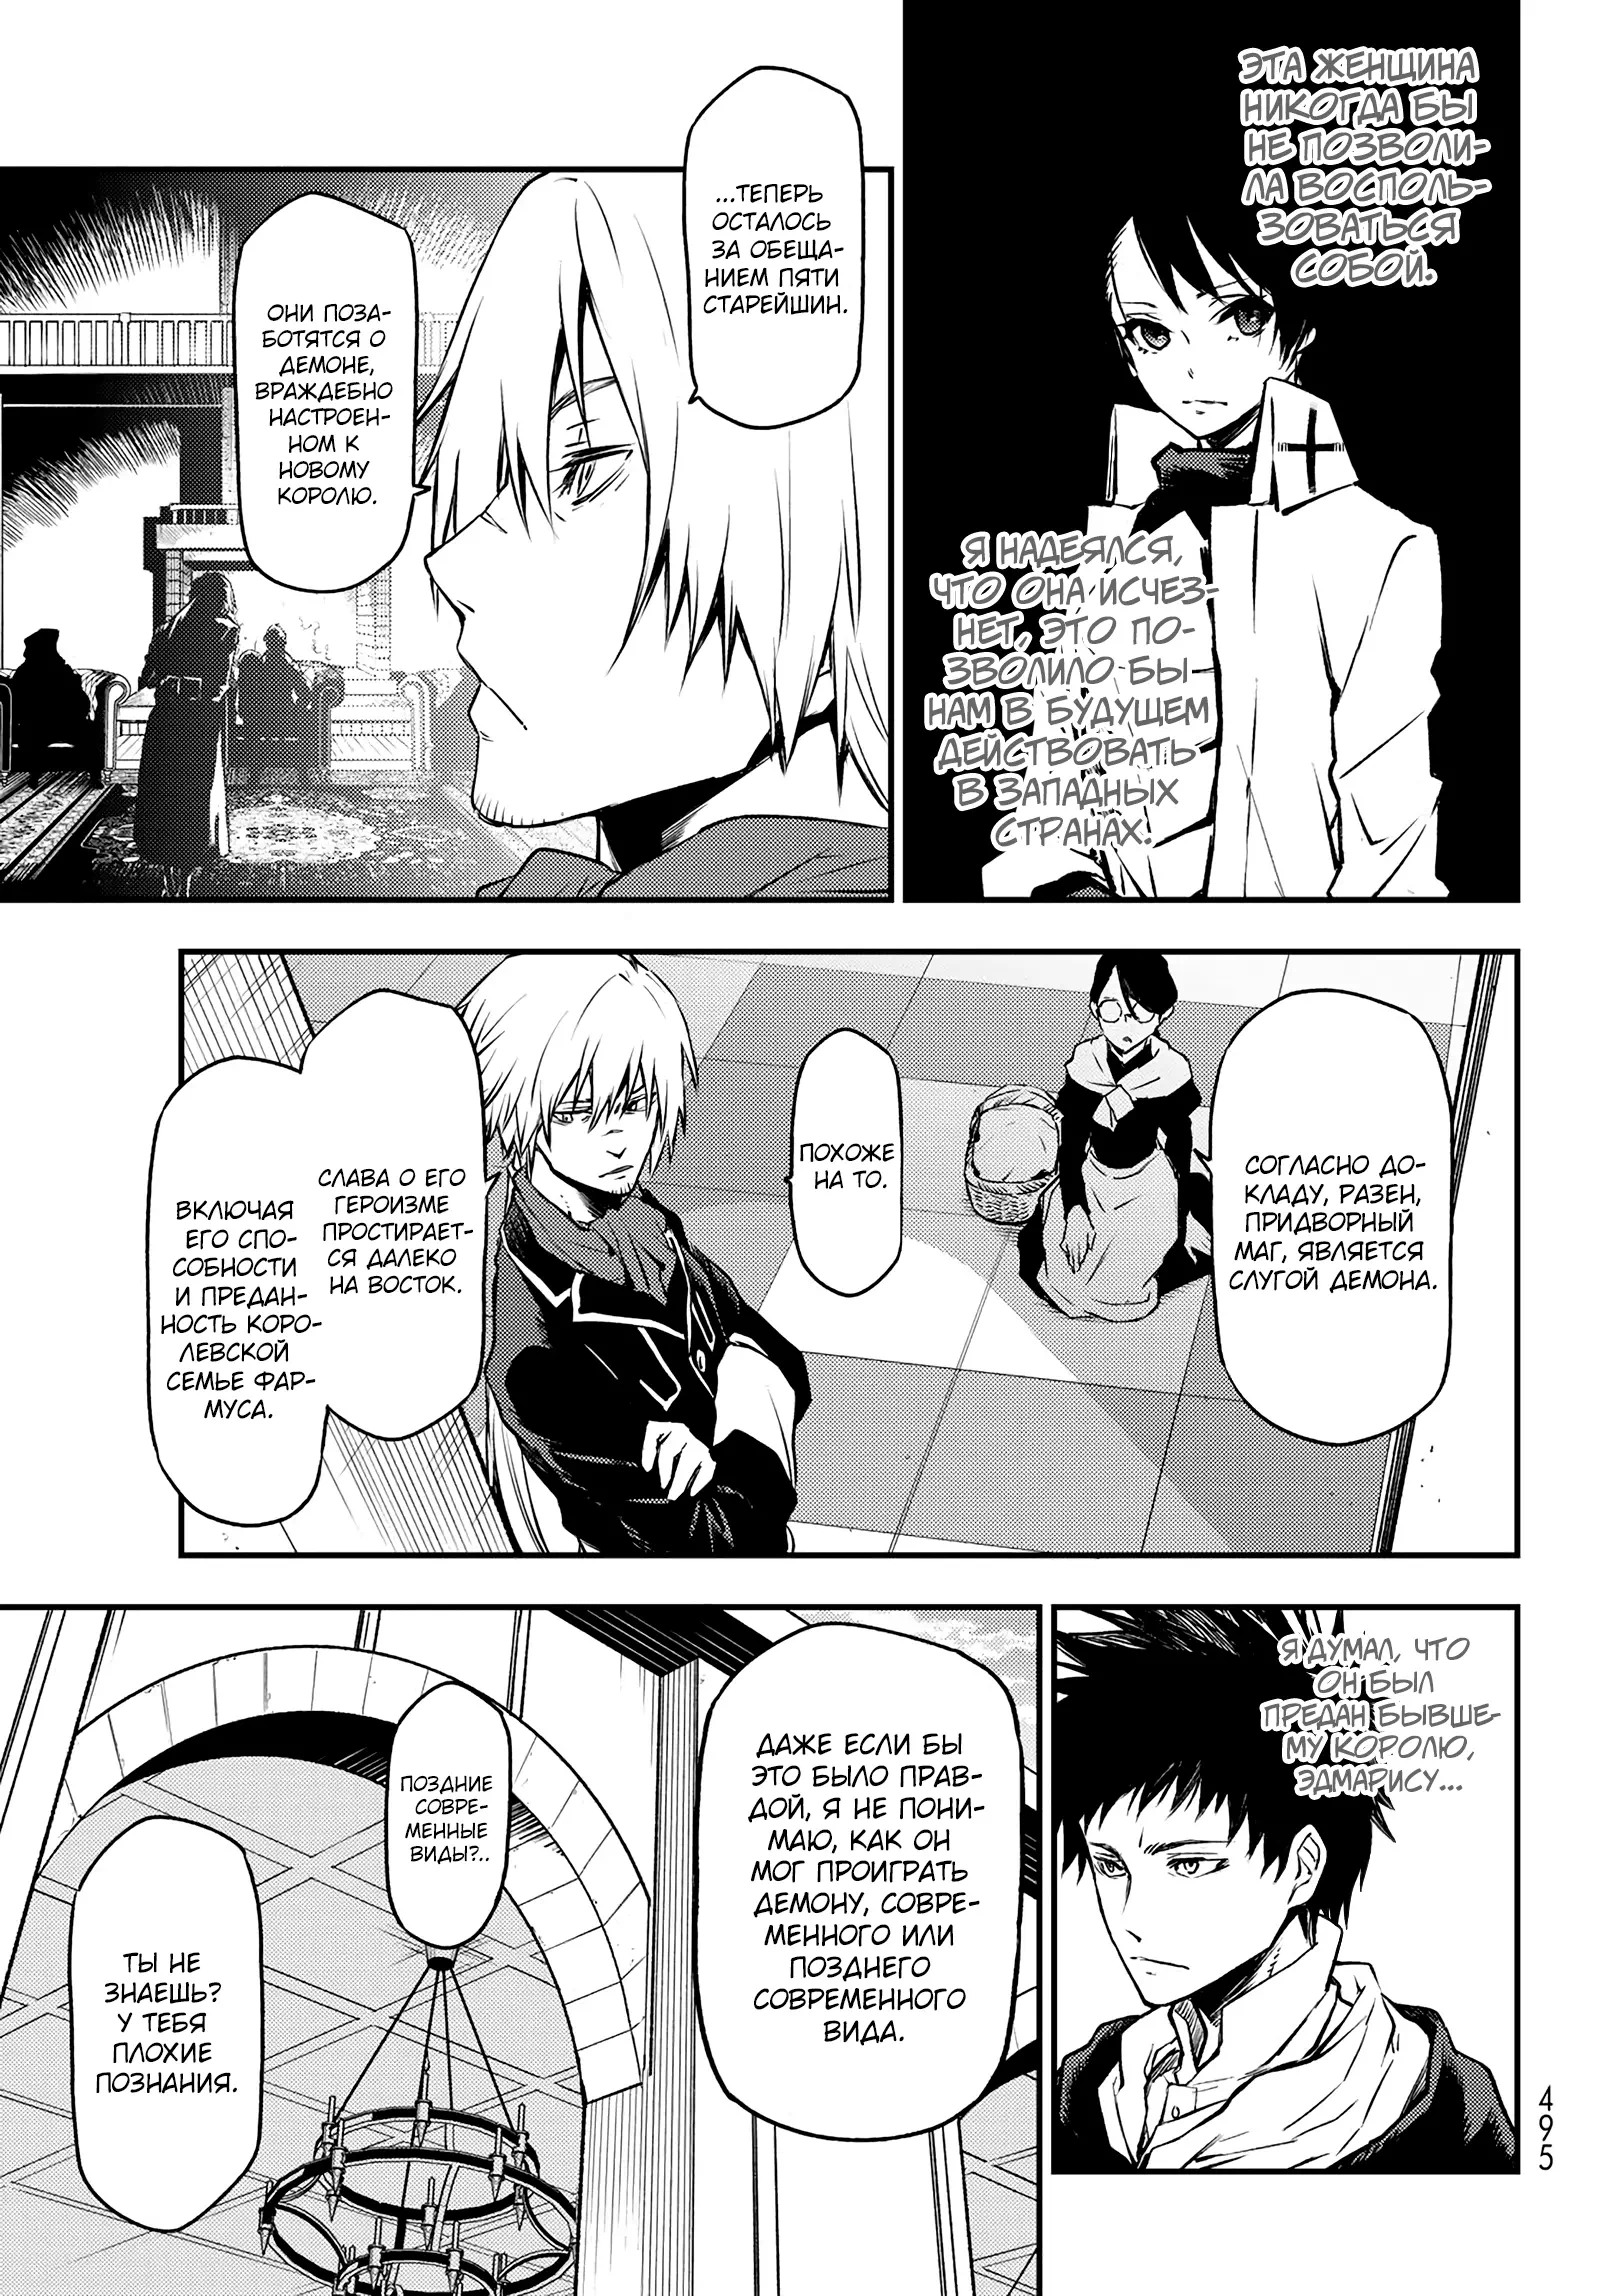 ЭТА ЖЕНЩИНА
НИКОГДА БЫ
НЕ ПОЗВОЛИ-
ЛА ВОСПОЛЬ-
ЗОВАТЬСЯ
СОБОЙ.
Я НАДЕЯЛСЯ,
ЧТО ОНА ИСЧЕЗ-
НЕТ, ЭТО ПО-
ЗВОЛИЛО БЫ
НАМ В БУДУЩЕМ
ДЕЙСТВОВАТЬ
В ЗАПАДНЫХ
СТРАНАХ.
...ТЕПЕРЬ
ОСТАЛОСЬ
ЗА ОБЕЩА-
НИЕМ ПЯТИ
СТАРЕЙШИН.
ОНИ ПОЗА-
БОТЯТСЯ О
ДЕМОНЕ,
ВРАЖДЕБНО
НАСТРОЕН-
НОМ К
НОВОМУ
КОРОЛЮ.
СОГЛАСНО ДО-
КЛАДУ, РАЗЕН,
ПРИДВОРНЫЙ
МАГ, ЯВЛЯЕТСЯ
СЛУГОЙ ДЕМОНА.
ПОХОЖЕ
НА ТО.
СЛАВА О ЕГО
ГЕРОИЗМЕ
ПРОСТИРАЕТ-
СЯ ДАЛЕКО
НА ВОСТОК.
ВКЛЮЧАЯ
ЕГО СПО-
СОБНОСТИ
И ПРЕДАН-
НОСТЬ КОРО-
ЛЕВСКОЙ
СЕМЬЕ ФАР-
МУСА.
Я ДУМАЛ, ЧТО
ОН БЫЛ
ПРЕДАН БЫВШЕ-
МУ КОРОЛЮ,
ЭДМАРИСУ...
ДАЖЕ ЕСЛИ БЫ
ЭТО БЫЛО ПРАВ-
ДОЙ, Я НЕ ПОНИ-
МАЮ, КАК ОН
МОГ ПРОИГРАТЬ
ДЕМОНУ, СОВРЕ-
МЕННОГО ИЛИ
ПОЗДНЕГО
СОВРЕМЕННОГО
ВИДА.
ПОЗДНИЕ
СОВРЕ-
МЕННЫЕ
ВИДЫ?..
ТЫ НЕ
ЗНАЕШЬ?
У ТЕБЯ
ПЛОХИЕ
ПОЗНАНИЯ.
495